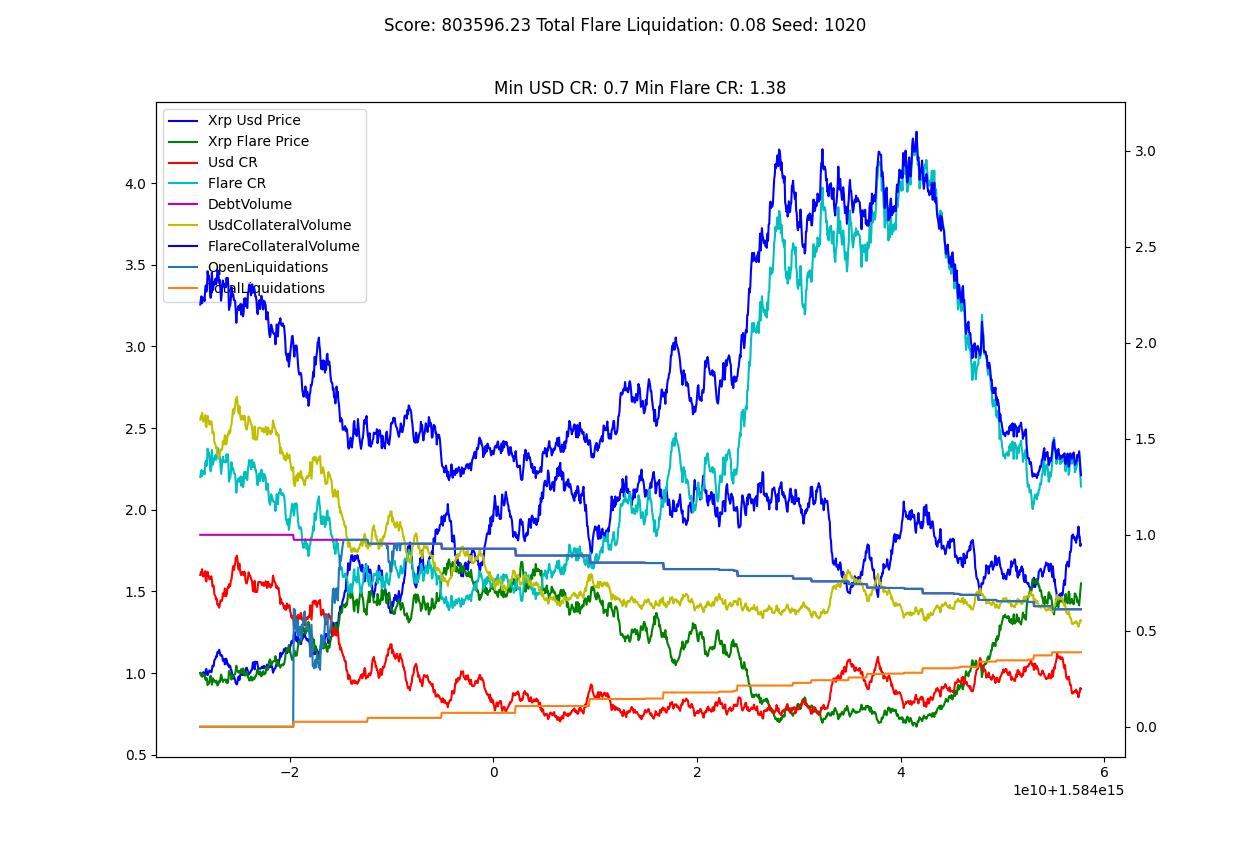 Score: 803596.23 Total Flare Liquidation: 0.08 Seed: 1020
Min USD CR: 0.7 Min Flare CR: 1.38
Xrp Usd Price
Xrp Flare Price
Usd CR
Flare CR
DebtVolume
UsdCollateralVolume
FlareCollateralVolume
OpenLiquidations
TotalLiquidations
4.0
3.5
3.0
2.5
2.0
1.5
1.0
0.5
3.0
2.5
2.0
1.5
1.0
0.5
0.0
−2 0 2 4 6
1e10+1.584e15